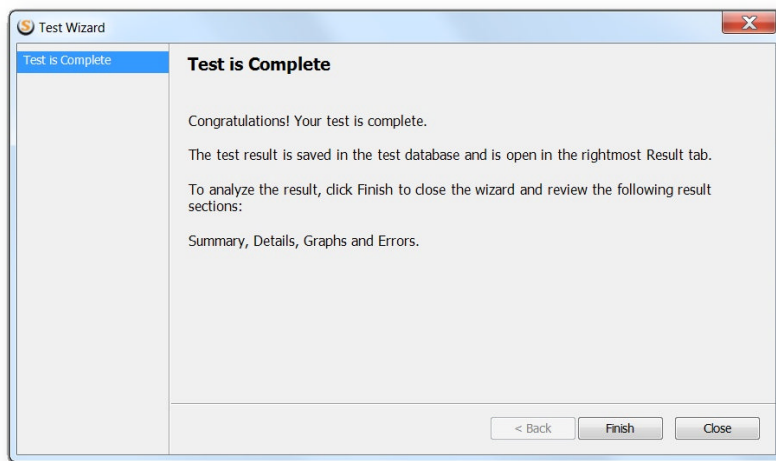 Test Wizard
Test is Complete
Test is Complete
Congratulations! Your test is complete.
The test result is saved in the test database and is open in the rightmost Result tab.
To analyze the result, click Finish to close the wizard and review the following result
sections:
Summary, Details, Graphs and Errors.
< Back Finish Close